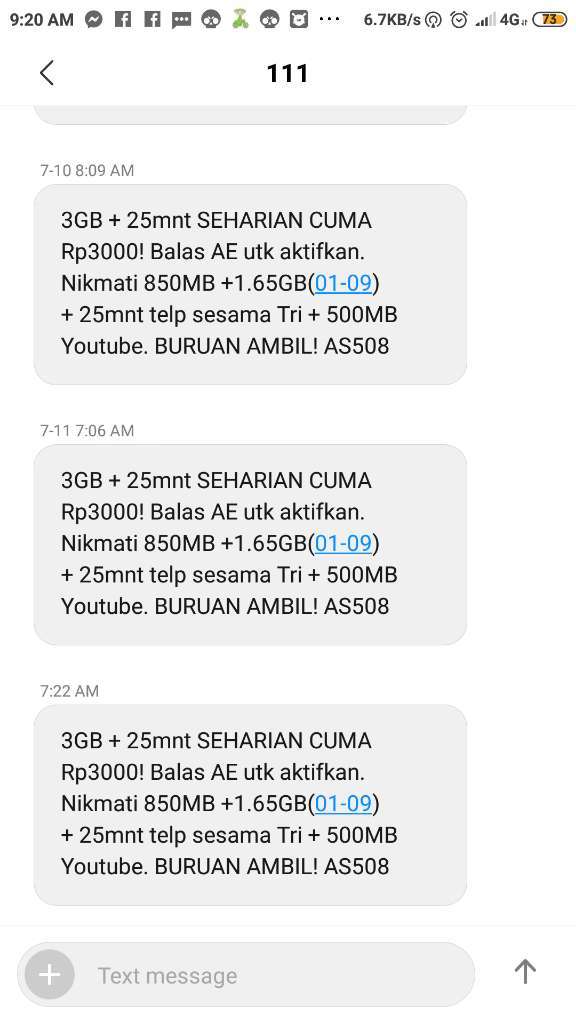 9:20 AM ... 6.7KB/s 4G 73
111
7-10 8:09 AM
3GB + 25mnt SEHARIAN CUMA
Rp3000! Balas AE utk aktifkan.
Nikmati 850MB +1.65GB(01-09)
+ 25mnt telp sesama Tri + 500MB
Youtube. BURUAN AMBIL! AS508
7-11 7:06 AM
3GB + 25mnt SEHARIAN CUMA
Rp3000! Balas AE utk aktifkan.
Nikmati 850MB +1.65GB(01-09)
+ 25mnt telp sesama Tri + 500MB
Youtube. BURUAN AMBIL! AS508
7:22 AM
3GB + 25mnt SEHARIAN CUMA
Rp3000! Balas AE utk aktifkan.
Nikmati 850MB +1.65GB(01-09)
+ 25mnt telp sesama Tri + 500MB
Youtube. BURUAN AMBIL! AS508
Text message